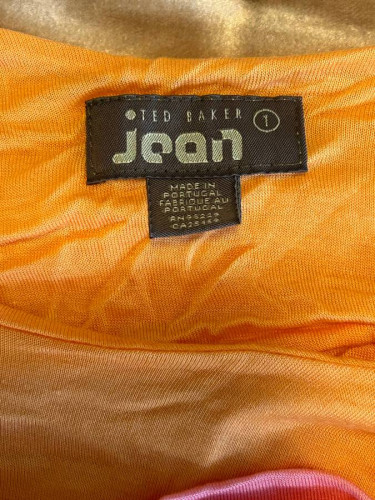 TED BAKER 1
Jean
MADE IN
PORTUGAL
FABRIQUE AU
PORTUGAL